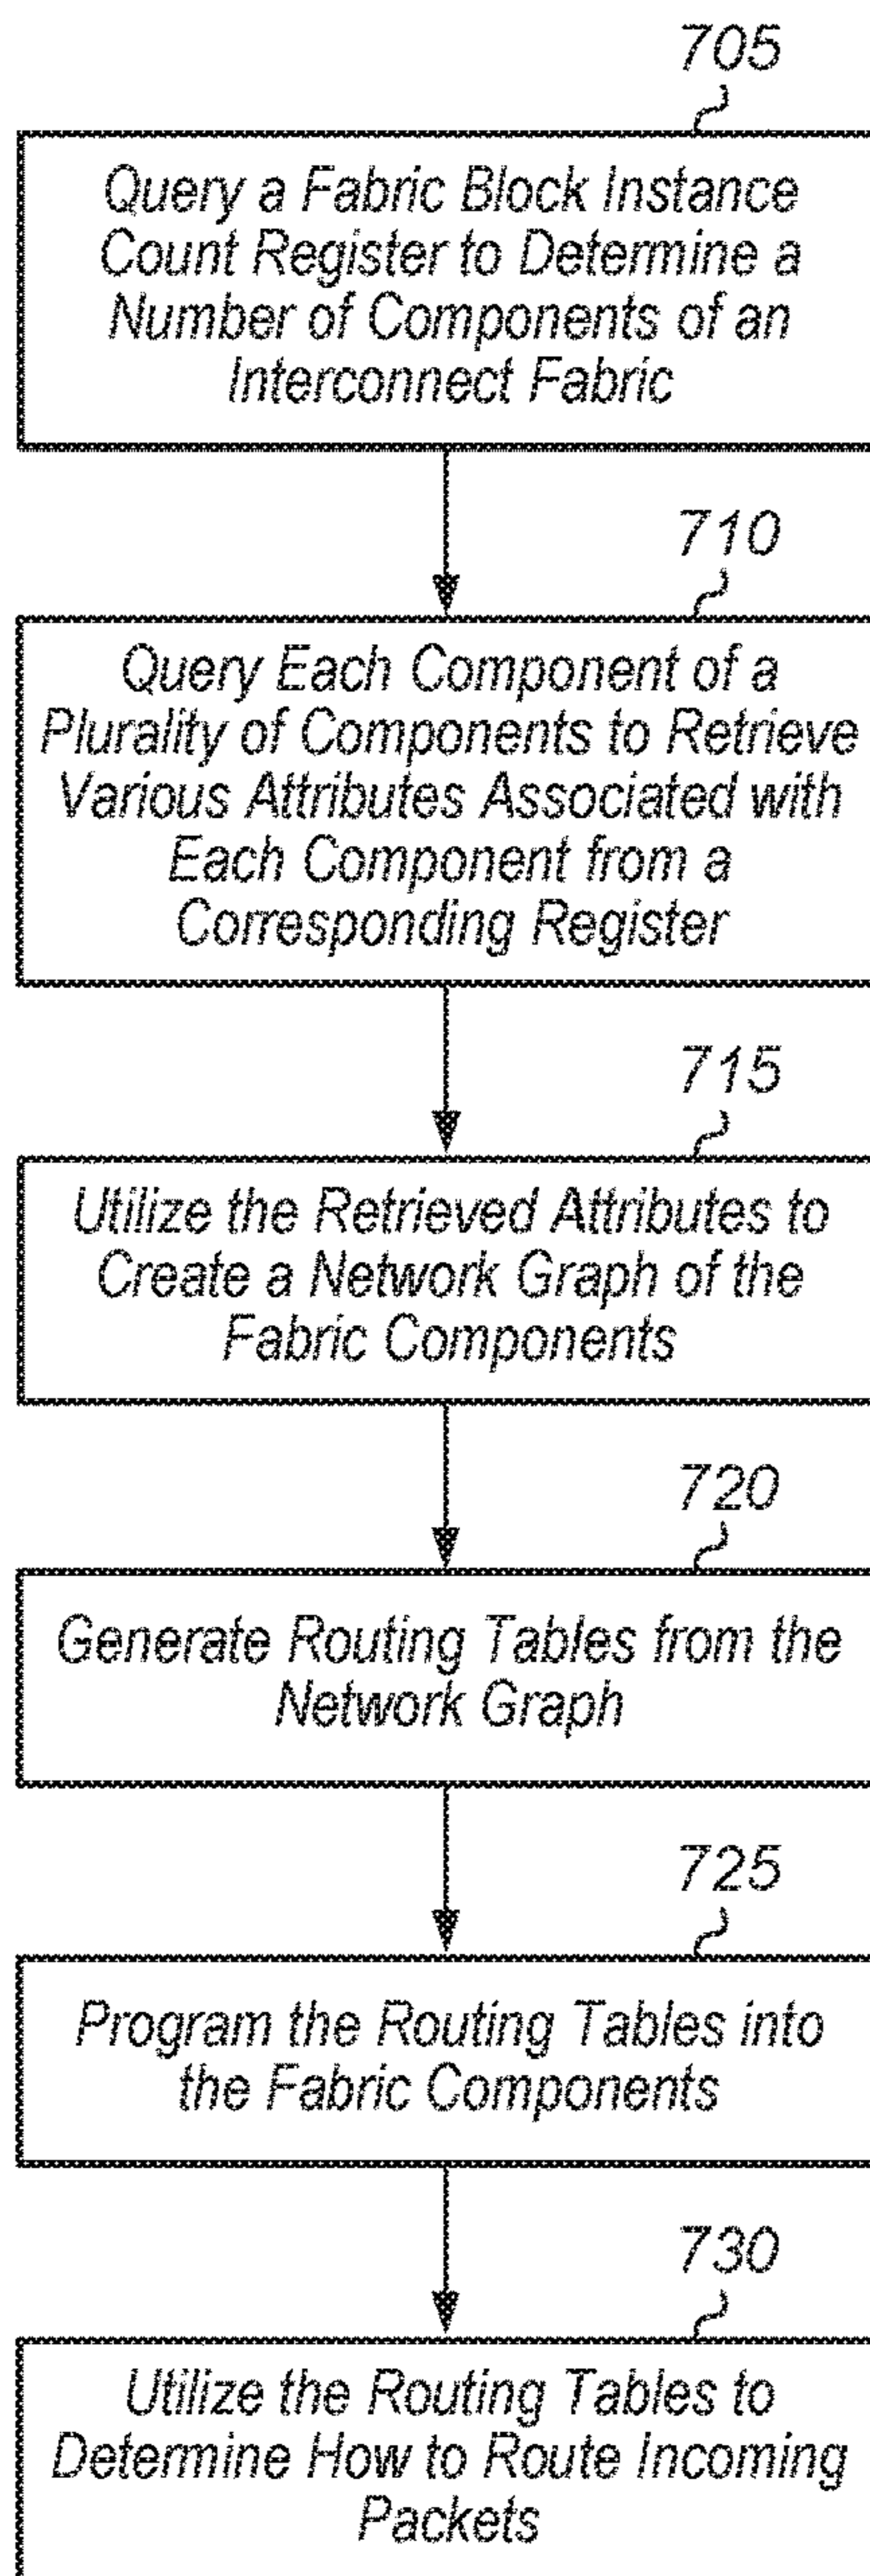 705
Query a Fabric Block Instance
Count Register to Determine a
Number of Components of an
Interconnect Fabric
710
Query Each Component of a
Plurality of Components to Retrieve
Various Attributes Associated with
Each Component from a
Corresponding Register
715
Utilize the Retrieved Attributes to
Create a Network Graph of the
Fabric Components
720
Generate Routing Tables from the
Network Graph
725
Program the Routing Tables into
the Fabric Components
730
Utilize the Routing Tables to
Determine How to Route Incoming
Packets